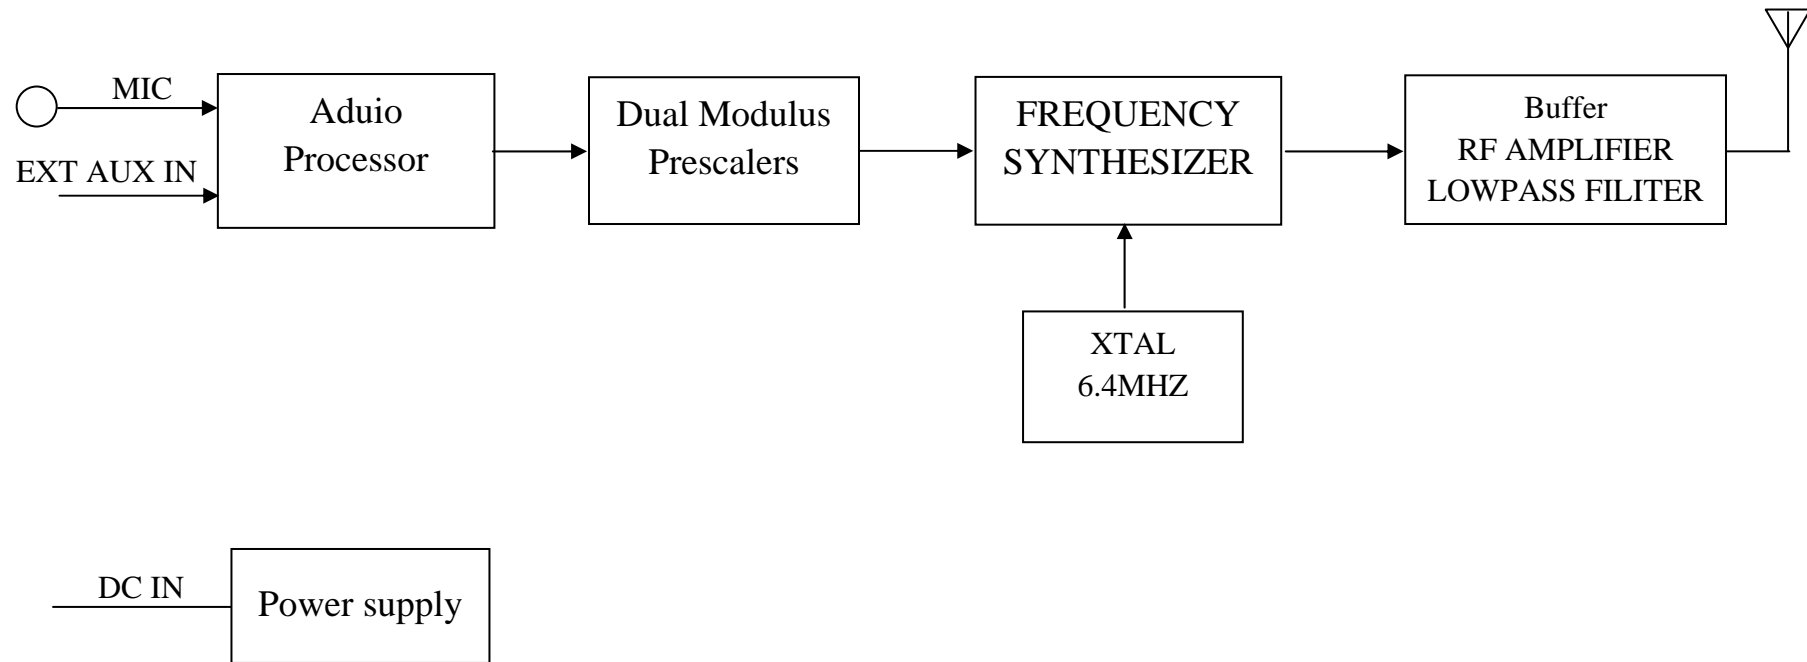 MIC
EXT AUX IN
Aduio
Processor
Dual Modulus
Prescalers
FREQUENCY
SYNTHESIZER
Buffer
RF AMPLIFIER
LOWPASS FILITER
XTAL
6.4MHZ
DC IN
Power supply